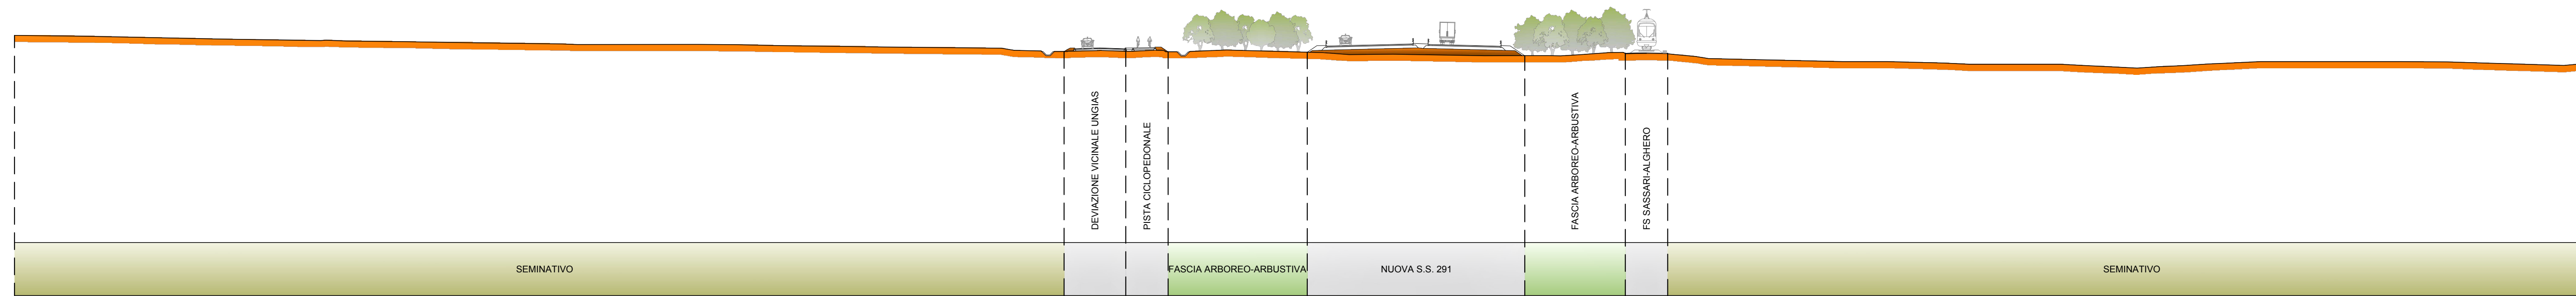 DEVIAZIONE VICINALE UNGIAS
PISTA CICLOPEDONALE
FASCIA ARBOREO-ARBUSTIVA
FS SASSARI-ALGHERO
SEMINATIVO
FASCIA ARBOREO-ARBUSTIVA
NUOVA S.S. 291
SEMINATIVO